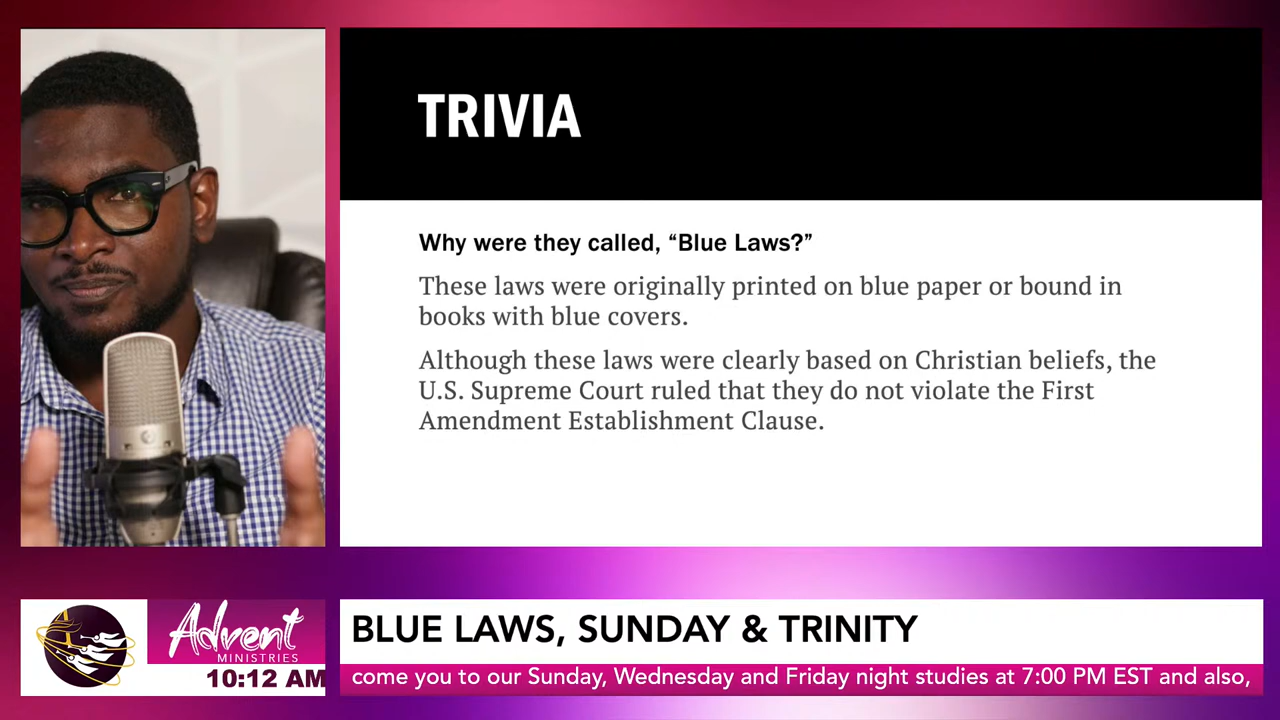 TRIVIA
Why were they called, “Blue Laws?”
These laws were originally printed on blue paper or bound in
books with blue covers.
Although these laws were clearly based on Christian beliefs, the
U.S. Supreme Court ruled that they do not violate the First
Amendment Establishment Clause.
Advent
MINISTRIES
10:12 AM
BLUE LAWS, SUNDAY & TRINITY
come you to our Sunday, Wednesday and Friday night studies at 7:00 PM EST and also,